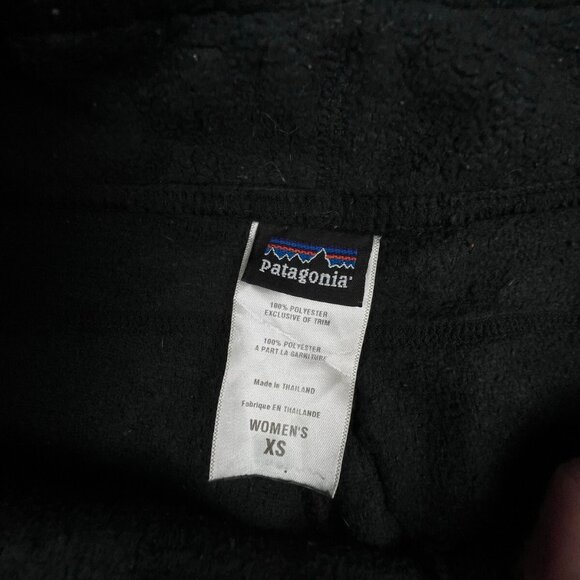 patagonia®
100% POLYESTER
EXCLUSIVE OF TRIM
100% POLYESTER
A PART LA GARNITURE
Made in THAILAND
Fabrique EN THAILANDE
WOMEN'S
XS